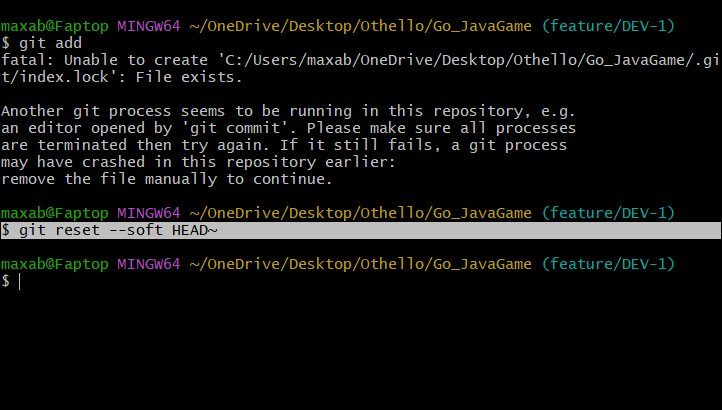 maxab@Faptop MINGW64 ~/OneDrive/Desktop/Othello/Go_JavaGame (feature/DEV-1)
$ git add
fatal: Unable to create 'C:/Users/maxab/OneDrive/Desktop/Othello/Go_JavaGame/.gi
t/index.lock': File exists.
Another git process seems to be running in this repository, e.g.
an editor opened by 'git commit'. Please make sure all processes
are terminated then try again. If it still fails, a git process
may have crashed in this repository earlier:
remove the file manually to continue.
maxab@Faptop MINGW64 ~/OneDrive/Desktop/Othello/Go_JavaGame (feature/DEV-1)
$ git reset --soft HEAD~
maxab@Faptop MINGW64 ~/OneDrive/Desktop/Othello/Go_JavaGame (feature/DEV-1)
$